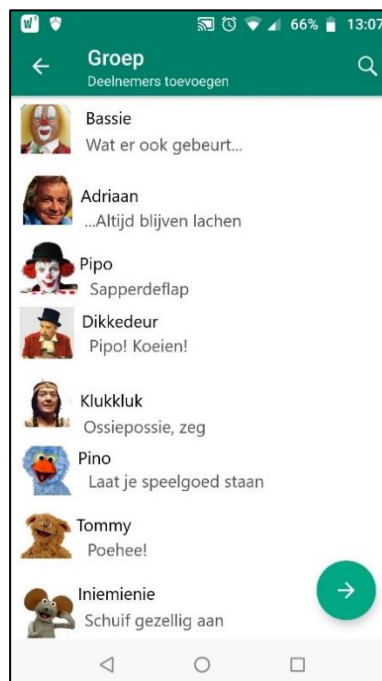 W 66% 13:07
Groep
Deelnemers toevoegen
Bassie
Wat er ook gebeurt...
Adriaan
...Altijd blijven lachen
Pipo
Sapperdeflap
Dikkedeur
Pipo! Koeien!
Klukkluk
Ossiepossie, zeg
Pino
Laat je speelgoed staan
Tommy
Poehee!
Iniemienie
Schuif gezellig aan